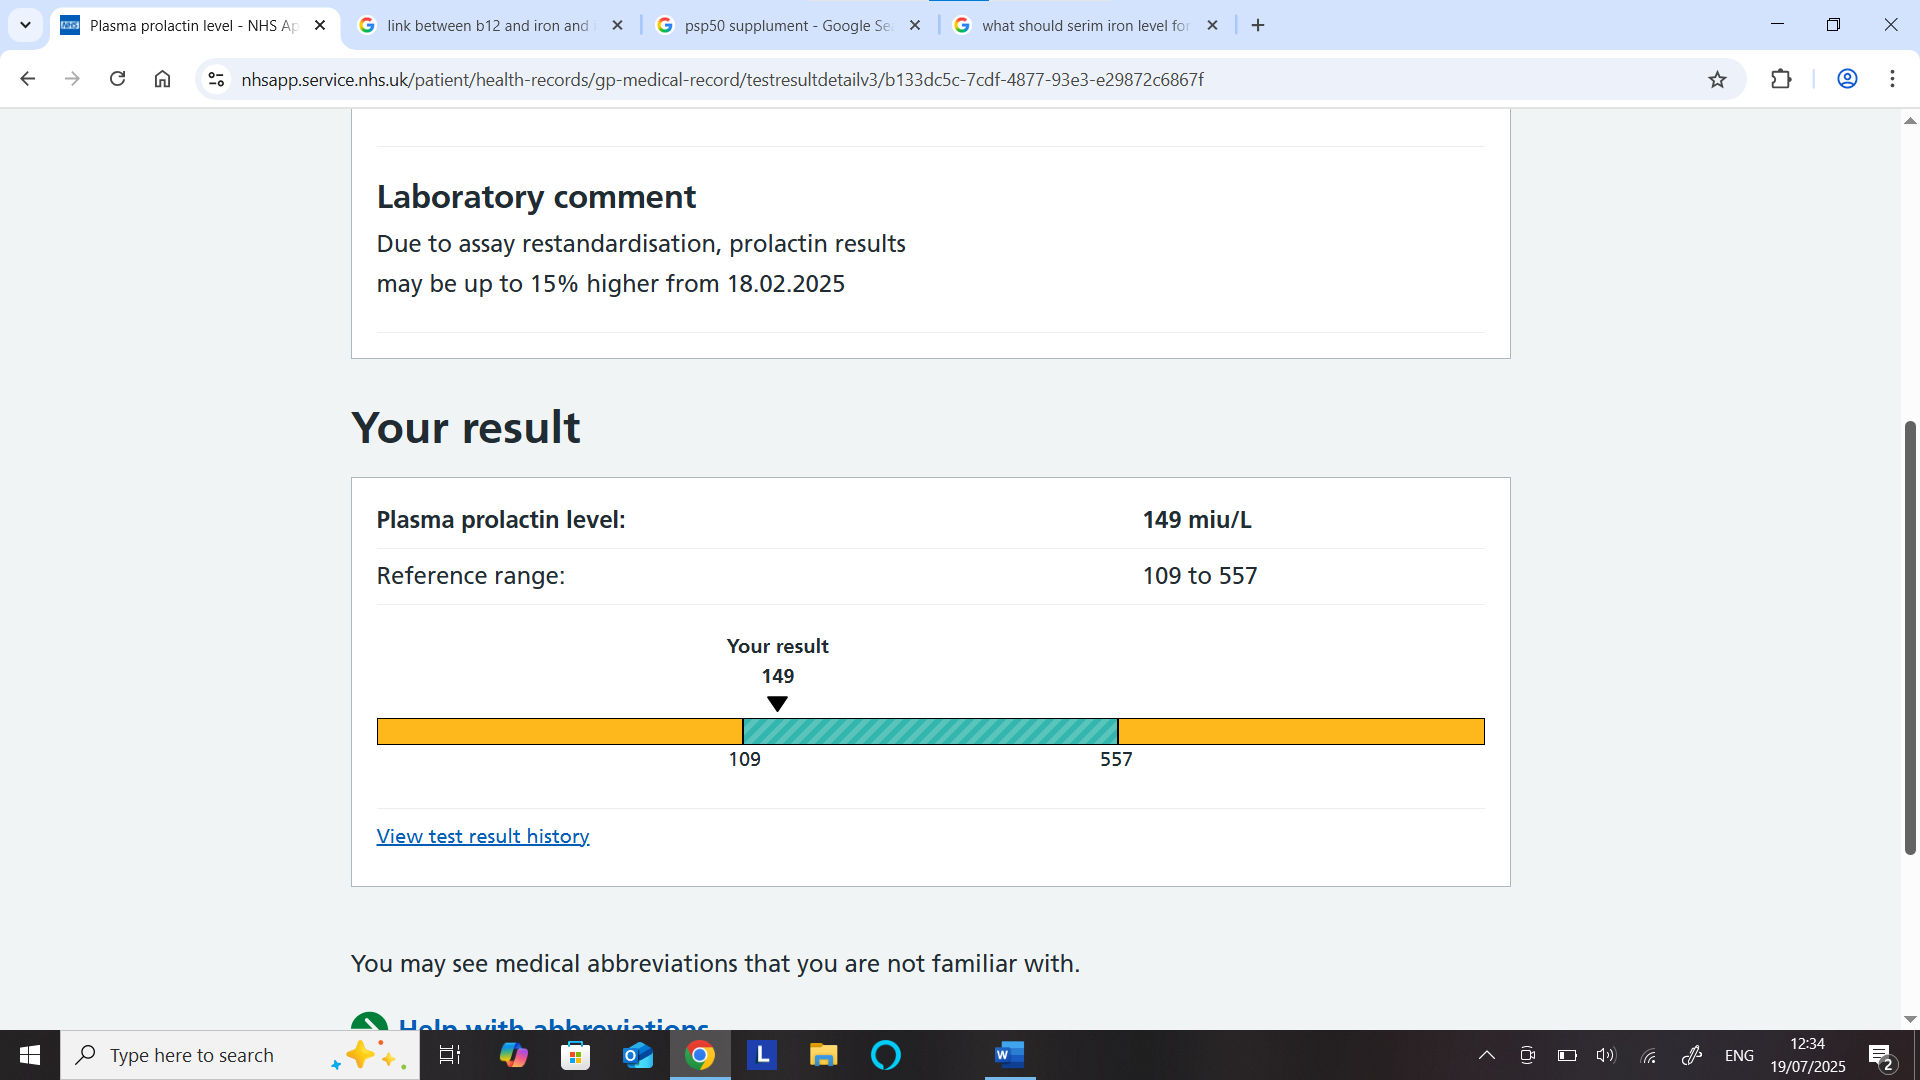 Plasma prolactin level - NHS Ap
link between b12 and iron and
psp50 supplument - Google Se
what should serim iron level for
nhsapp.service.nhs.uk/patient/health-records/gp-medical-record/testresultdetailv3/b133dc5c-7cdf-4877-93e3-e29872c6867f
Laboratory comment
Due to assay restandardisation, prolactin results
may be up to 15% higher from 18.02.2025
Your result
Plasma prolactin level: 149 miu/L
Reference range: 109 to 557
Your result
149
109 557
View test result history
You may see medical abbreviations that you are not familiar with.
Help with abbreviations
Type here to search
ENG
12:34
19/07/2025
2